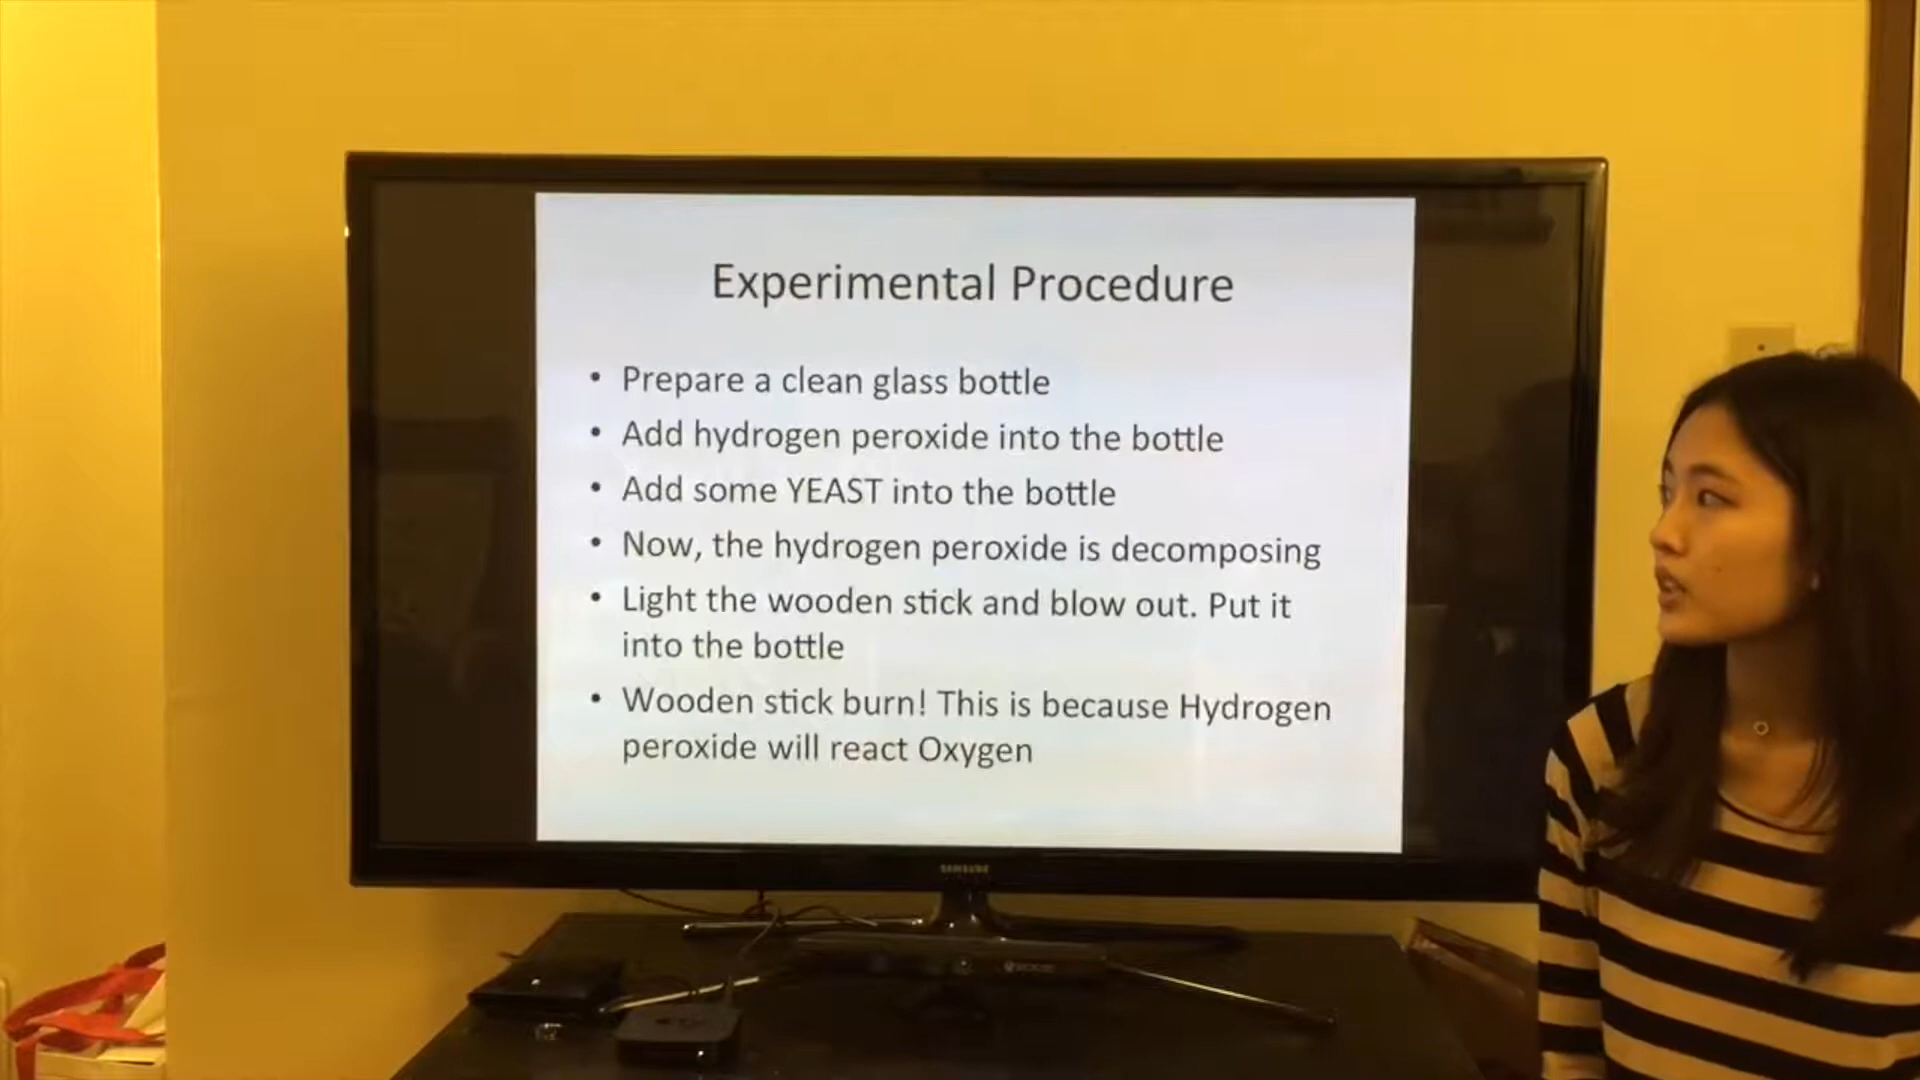 Experimental Procedure
• Prepare a clean glass bottle
• Add hydrogen peroxide into the bottle
• Add some YEAST into the bottle
• Now, the hydrogen peroxide is decomposing
• Light the wooden stick and blow out. Put it
into the bottle
• Wooden stick burn! This is because Hydrogen
peroxide will react Oxygen
SAMSUNG
XBOX